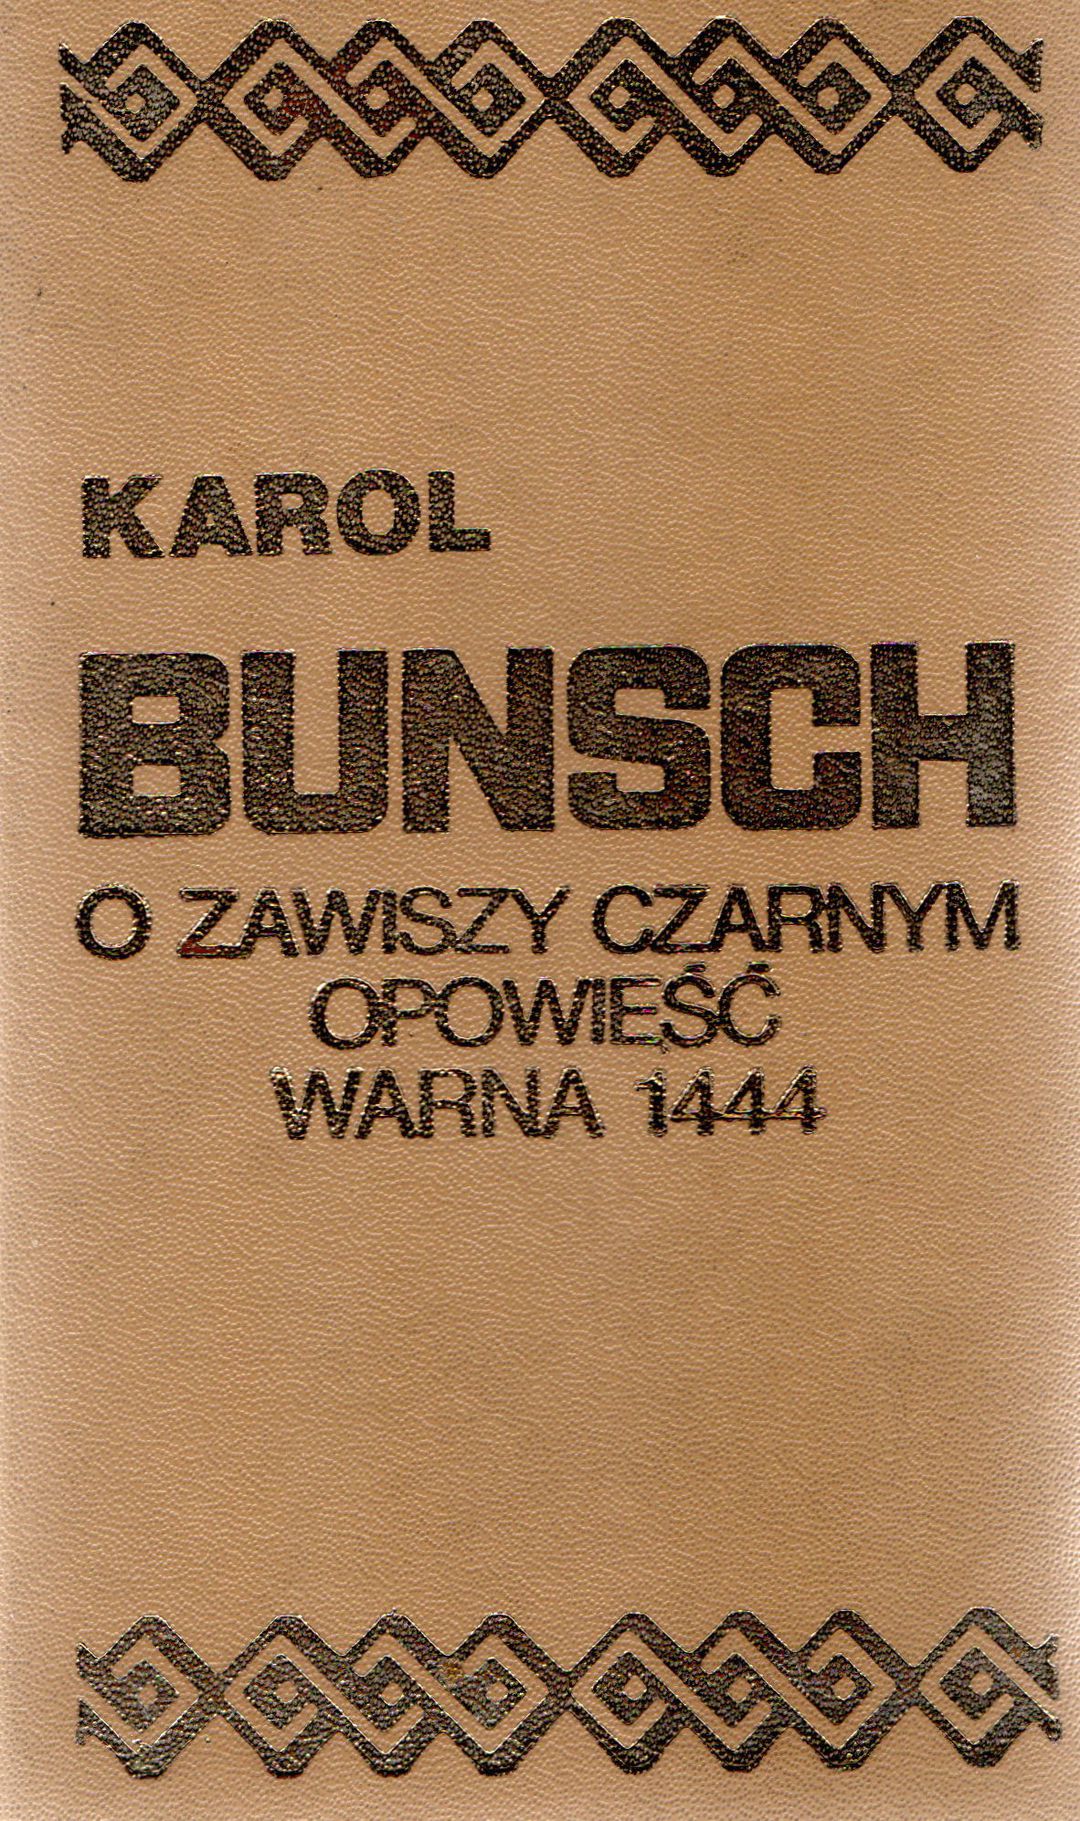 KAROL
BUNSCH
O ZAWISZY CZARNYM
OPOWIEŚĆ
WARNA 1444